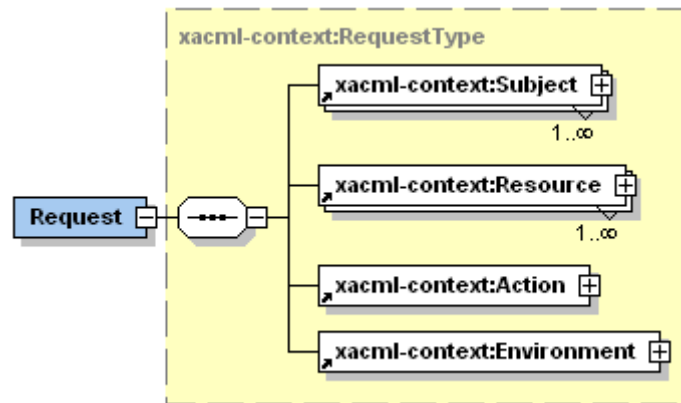 xacml-context:RequestType
xacml-context:Subject
1..∞
xacml-context:Resource
1..∞
Request
xacml-context:Action
xacml-context:Environment